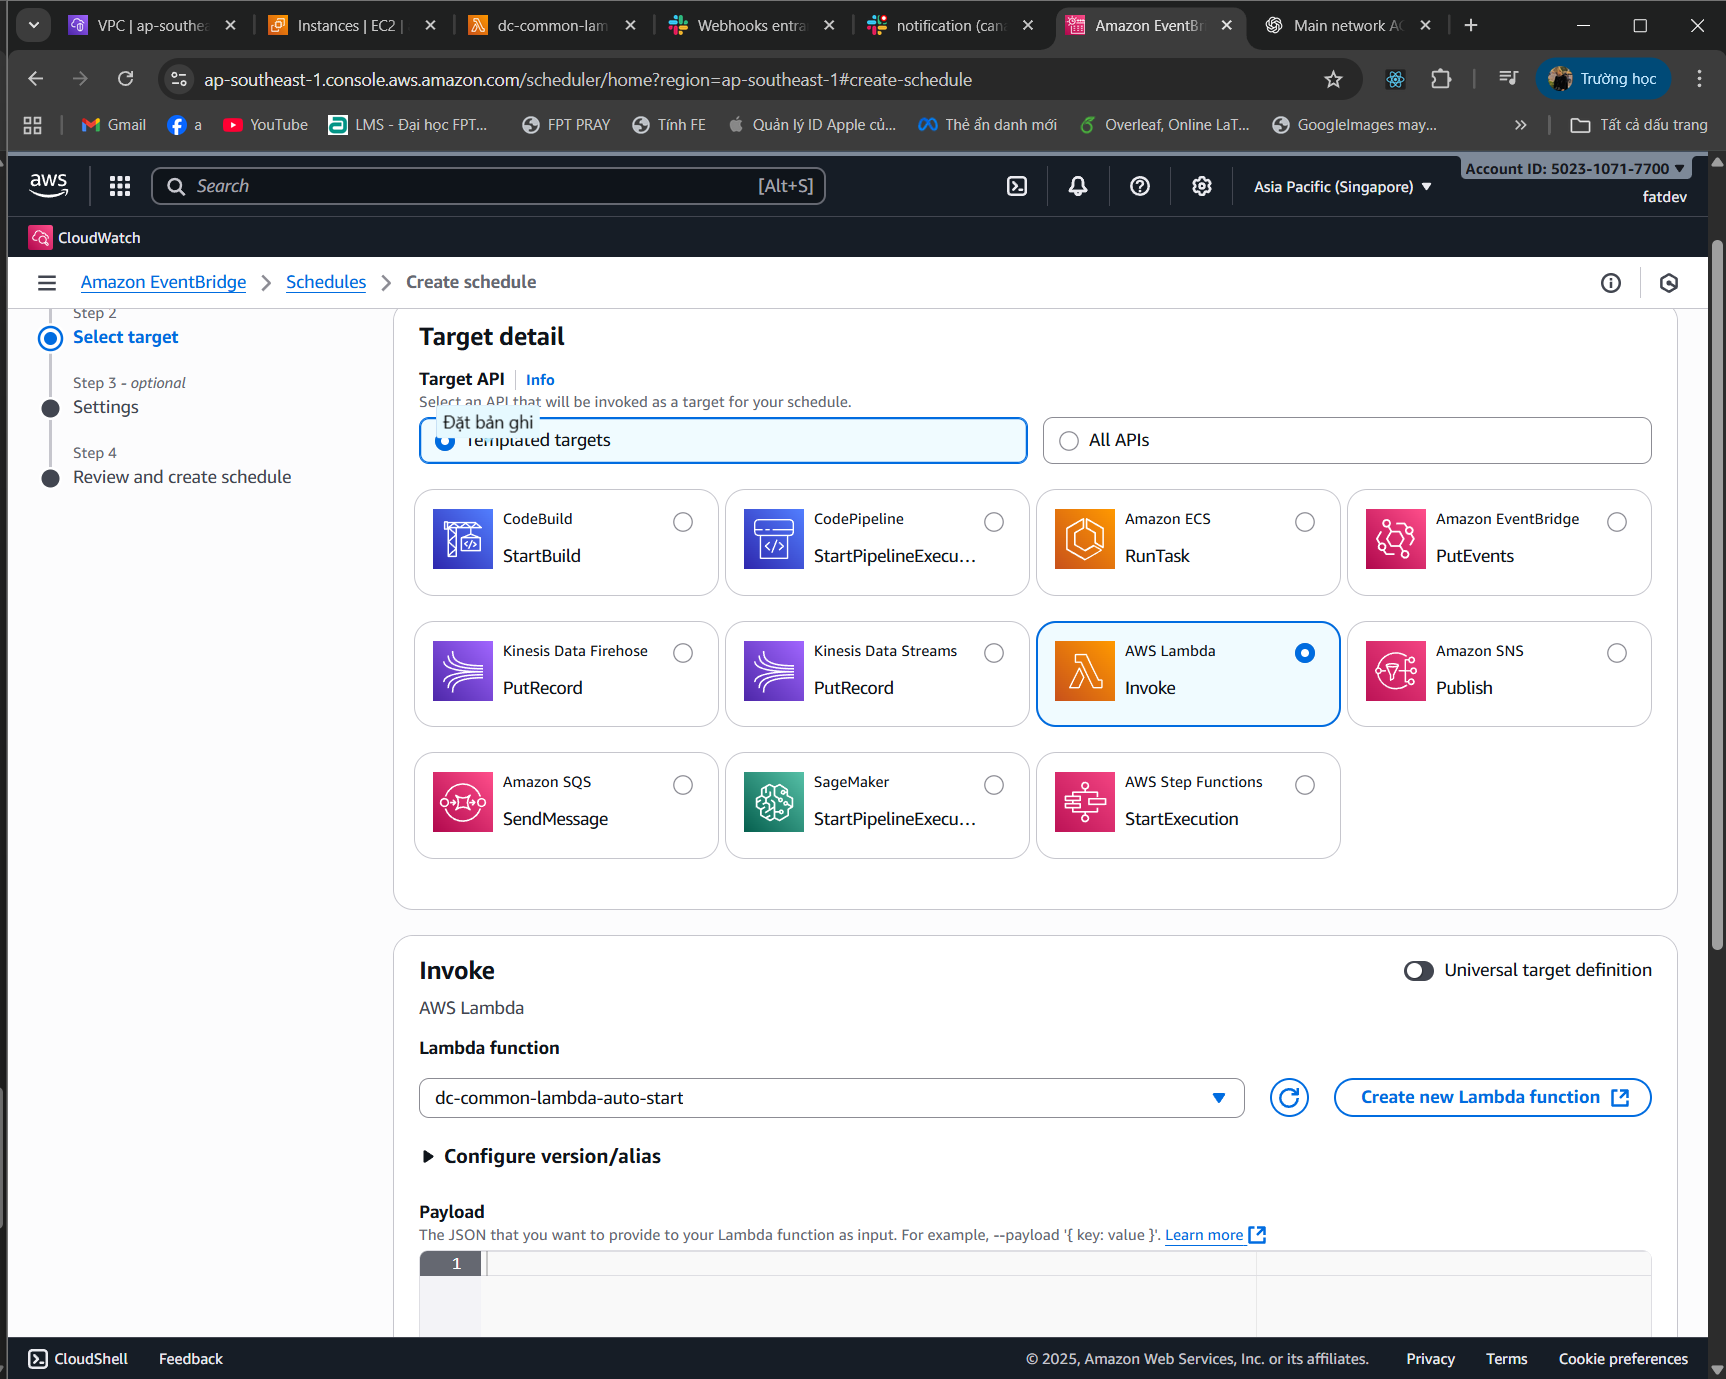 VPC | ap-southea
Instances | EC2 |
dc-common-lam
Webhooks entra
notification (cana
Amazon EventBr
Main network AC
ap-southeast-1.console.aws.amazon.com/scheduler/home?region=ap-southeast-1#create-schedule
Trường học
Gmail
a
YouTube
LMS - Đại học FPT...
FPT PRAY
Tính FE
Quản lý ID Apple củ...
Thẻ ẩn danh mới
Overleaf, Online LaT...
GoogleImages may...
Tất cả dấu trang
aws
Search
[Alt+S]
Asia Pacific (Singapore)
Account ID: 5023-1071-7700
fatdev
CloudWatch
Amazon EventBridge
Schedules
Create schedule
Step 2
Select target
Step 3 - optional
Settings
Step 4
Review and create schedule
Target detail
Target API
Info
Select an API that will be invoked as a target for your schedule.
Đặt bản ghi
Templated targets
All APIs
CodeBuild
StartBuild
CodePipeline
StartPipelineExecu...
Amazon ECS
RunTask
Amazon EventBridge
PutEvents
Kinesis Data Firehose
PutRecord
Kinesis Data Streams
PutRecord
AWS Lambda
Invoke
Amazon SNS
Publish
Amazon SQS
SendMessage
SageMaker
StartPipelineExecu...
AWS Step Functions
StartExecution
Invoke
Universal target definition
AWS Lambda
Lambda function
dc-common-lambda-auto-start
Create new Lambda function
Configure version/alias
Payload
The JSON that you want to provide to your Lambda function as input. For example, --payload '{ key: value }'. Learn more
1
CloudShell
Feedback
© 2025, Amazon Web Services, Inc. or its affiliates.
Privacy
Terms
Cookie preferences